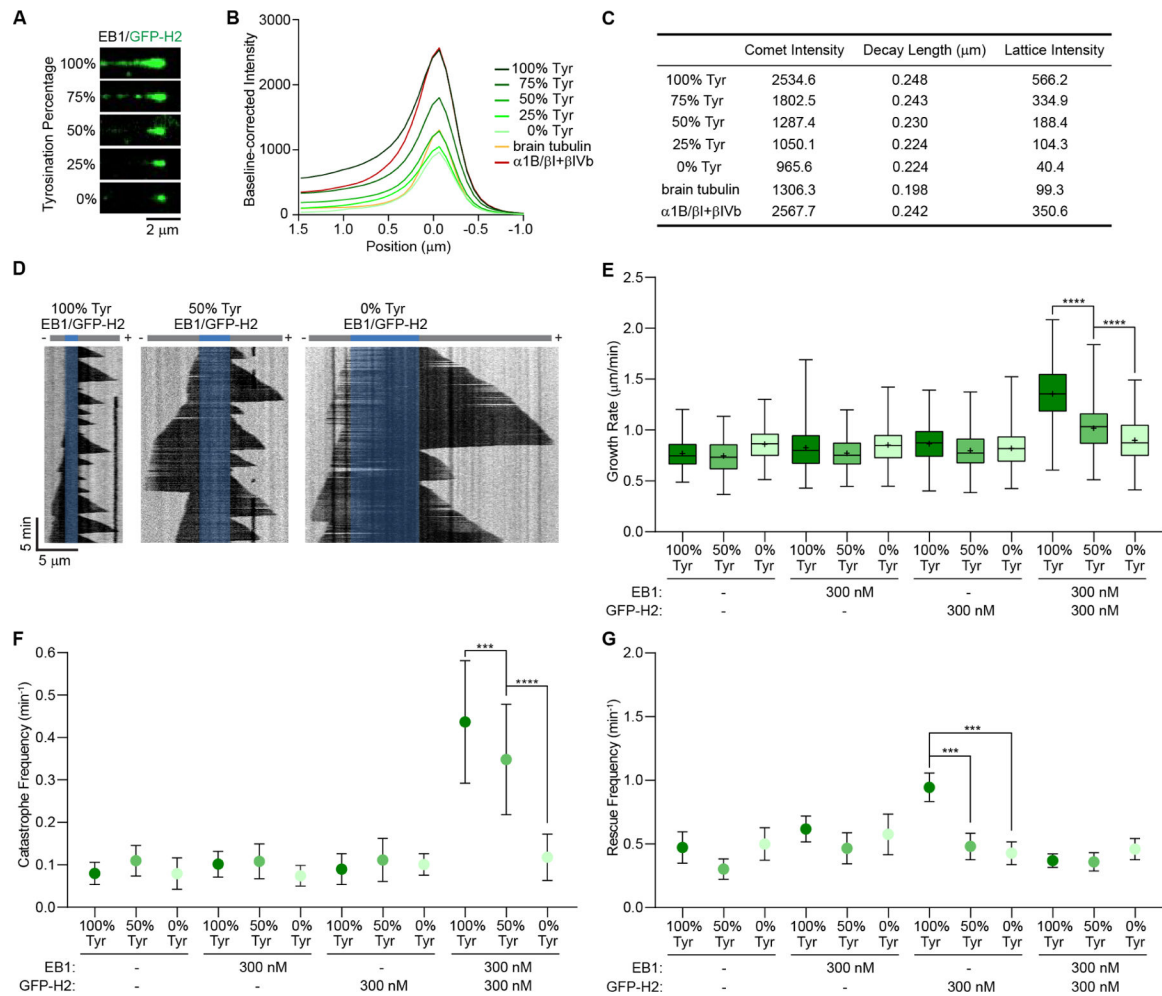 A
EB1/GFP-H2
Tyrosination Percentage
100%
75%
50%
25%
0%
2 μm
B
Baseline-corrected Intensity
3000
2000
1000
0
1.5 1.0 0.5 0.0 -0.5 -1.0
Position (μm)
100% Tyr
75% Tyr
50% Tyr
25% Tyr
0% Tyr
brain tubulin
α1B/βI+βIVb
C
Comet Intensity Decay Length (μm) Lattice Intensity
100% Tyr 2534.6 0.248 566.2
75% Tyr 1802.5 0.243 334.9
50% Tyr 1287.4 0.230 188.4
25% Tyr 1050.1 0.224 104.3
0% Tyr 965.6 0.224 40.4
brain tubulin 1306.3 0.198 99.3
α1B/βI+βIVb 2567.7 0.242 350.6
D
100% Tyr 50% Tyr 0% Tyr
EB1/GFP-H2 EB1/GFP-H2 EB1/GFP-H2
- + - + - +
5 min
5 μm
E
Growth Rate (μm/min)
2.5
2.0
1.5
1.0
0.5
0.0
**** ****
100% 50% 0% 100% 50% 0% 100% 50% 0% 100% 50% 0%
Tyr Tyr Tyr Tyr Tyr Tyr Tyr Tyr Tyr Tyr Tyr Tyr
EB1: - 300 nM - 300 nM
GFP-H2: - - 300 nM 300 nM
F
Catastrophe Frequency (min⁻¹)
0.6
0.5
0.4
0.3
0.2
0.1
0.0
*** ****
100% 50% 0% 100% 50% 0% 100% 50% 0% 100% 50% 0%
Tyr Tyr Tyr Tyr Tyr Tyr Tyr Tyr Tyr Tyr Tyr Tyr
EB1: - 300 nM - 300 nM
GFP-H2: - - 300 nM 300 nM
G
Rescue Frequency (min⁻¹)
2.0
1.5
1.0
0.5
0.0
*** ***
100% 50% 0% 100% 50% 0% 100% 50% 0% 100% 50% 0%
Tyr Tyr Tyr Tyr Tyr Tyr Tyr Tyr Tyr Tyr Tyr Tyr
EB1: - 300 nM - 300 nM
GFP-H2: - - 300 nM 300 nM